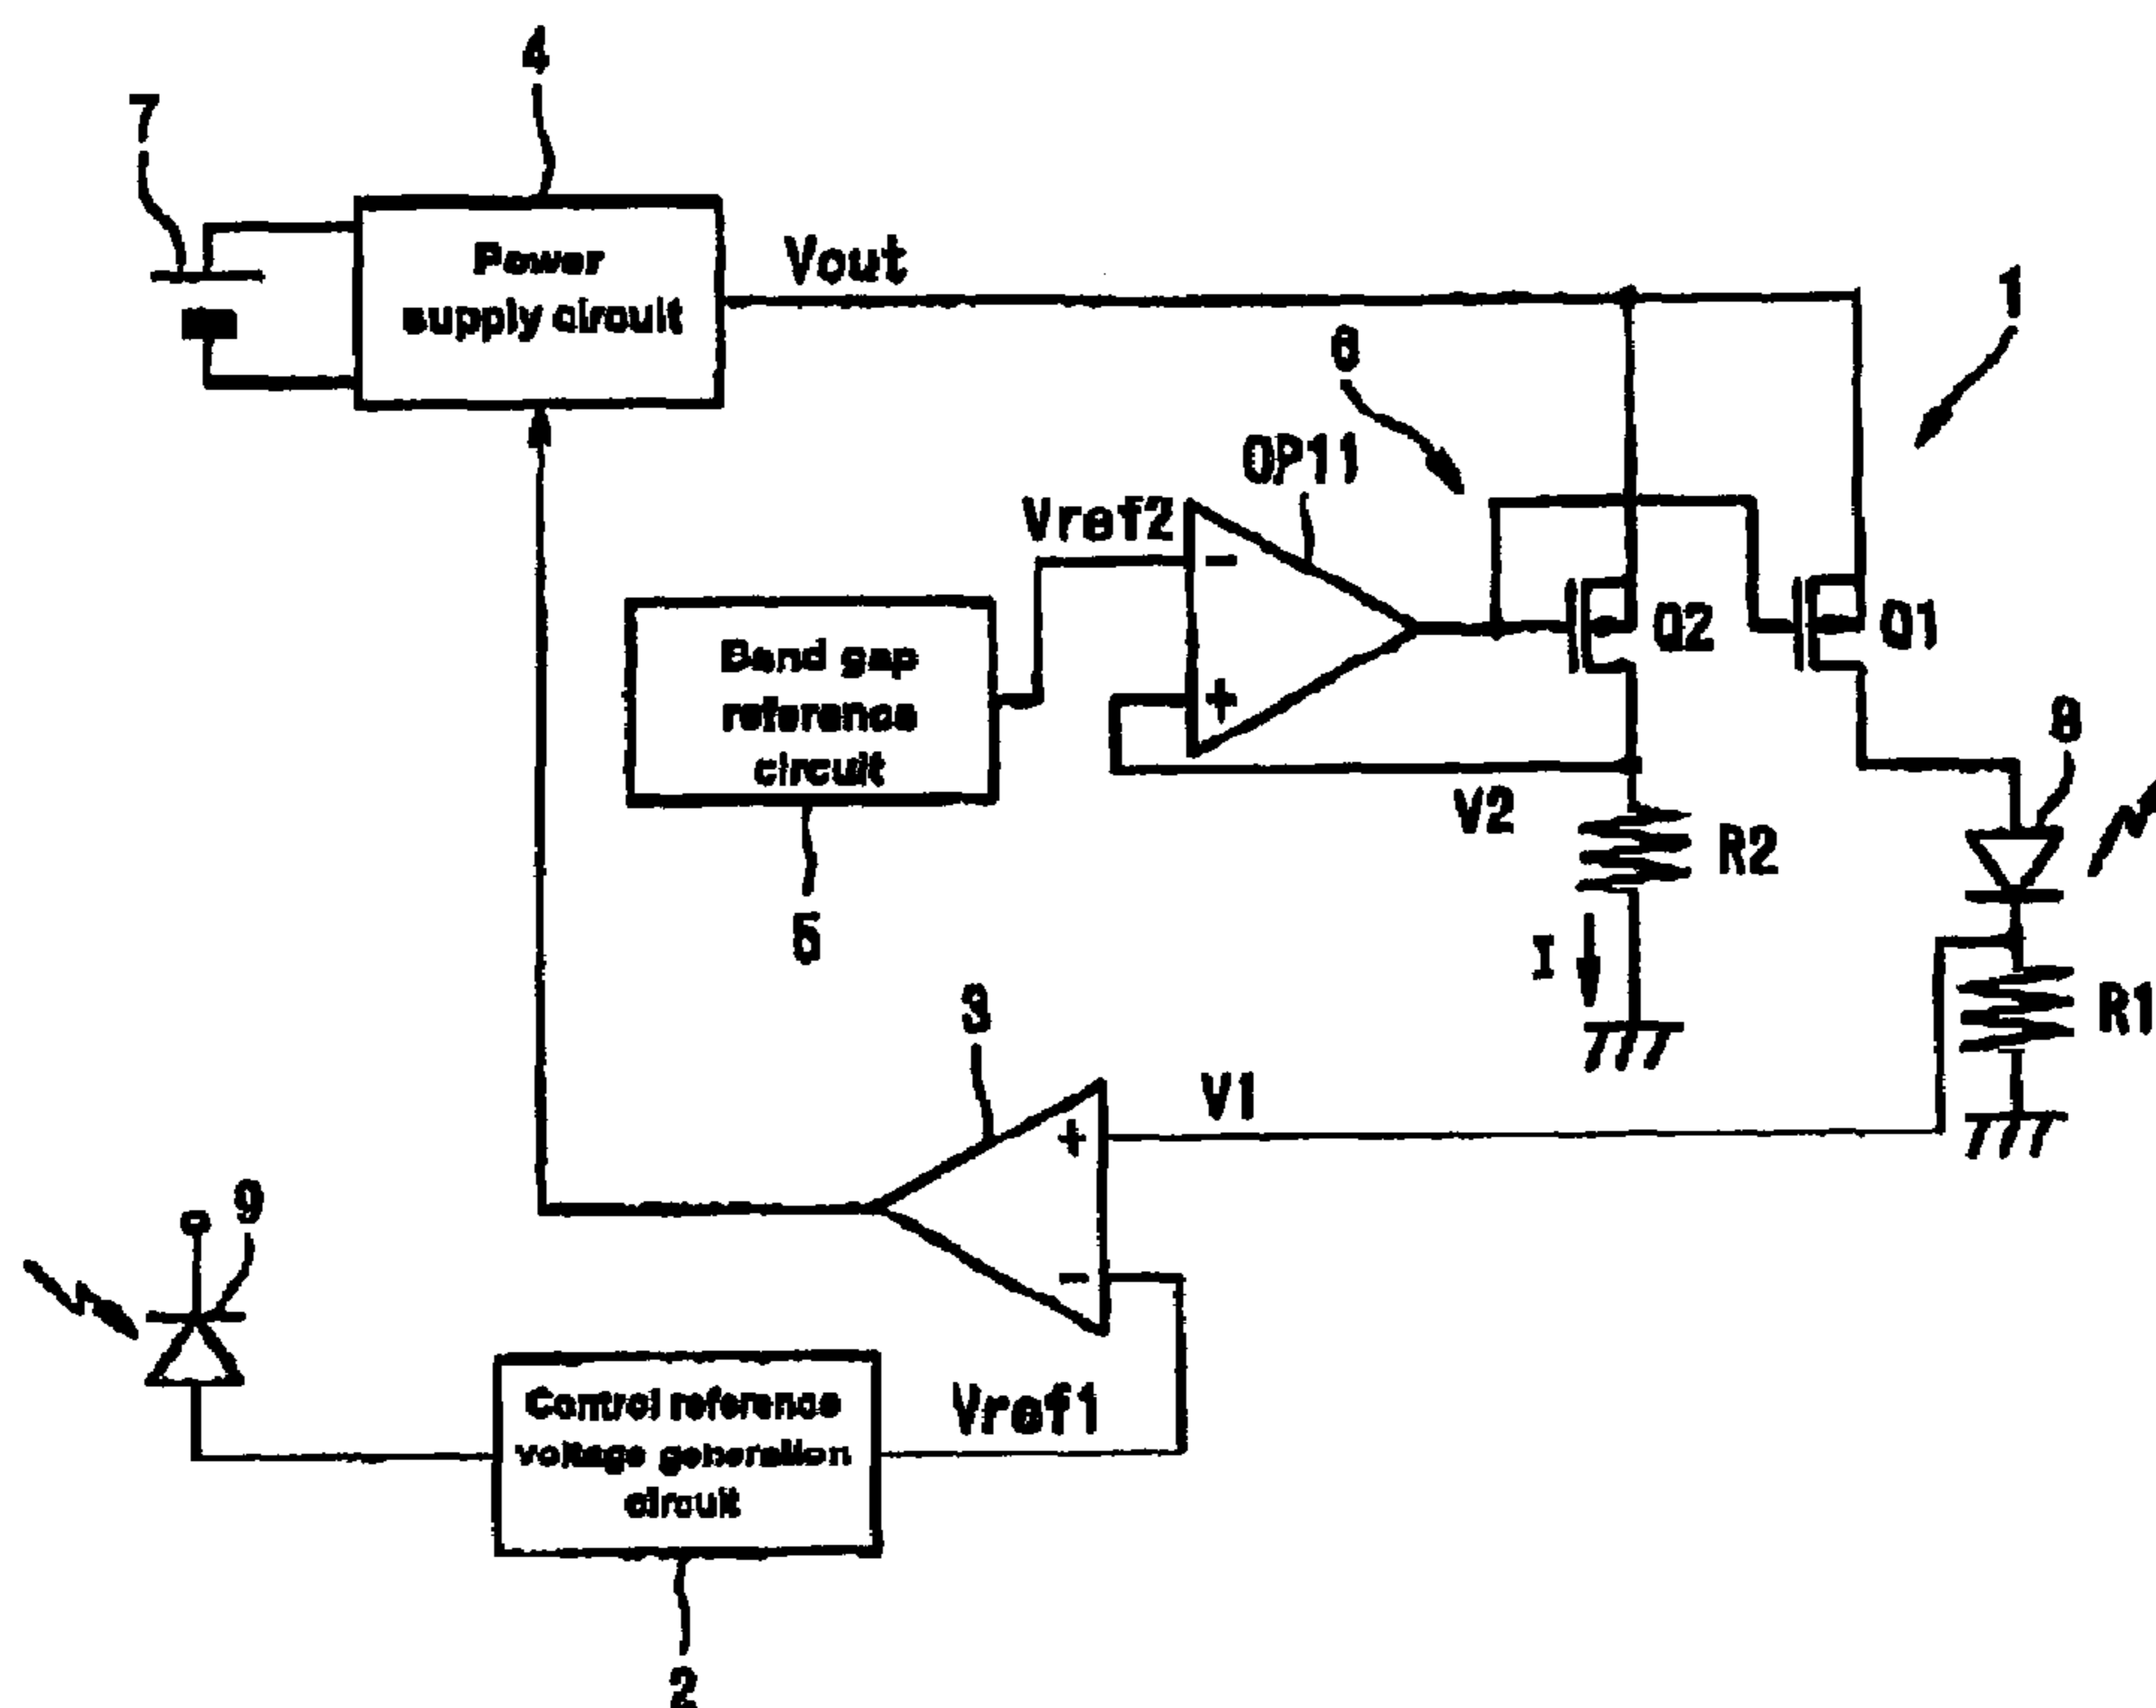 4
7
Power
supply circuit
Vout
1
6
OP11
Vref2
-
+
Q2
Q1
Band gap
reference
circuit
5
8
V2
R2
I
R1
3
V1
+
-
9
Control reference
voltage geheration
circuit
Vref1
2